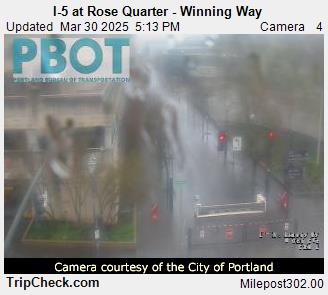 I-5 at Rose Quarter - Winning Way
Updated Mar 30 2025 5:13 PM Camera 4
PBOT
PORTLAND BUREAU OF TRANSPORTATION
Camera courtesy of the City of Portland
TripCheck.com Milepost302.00